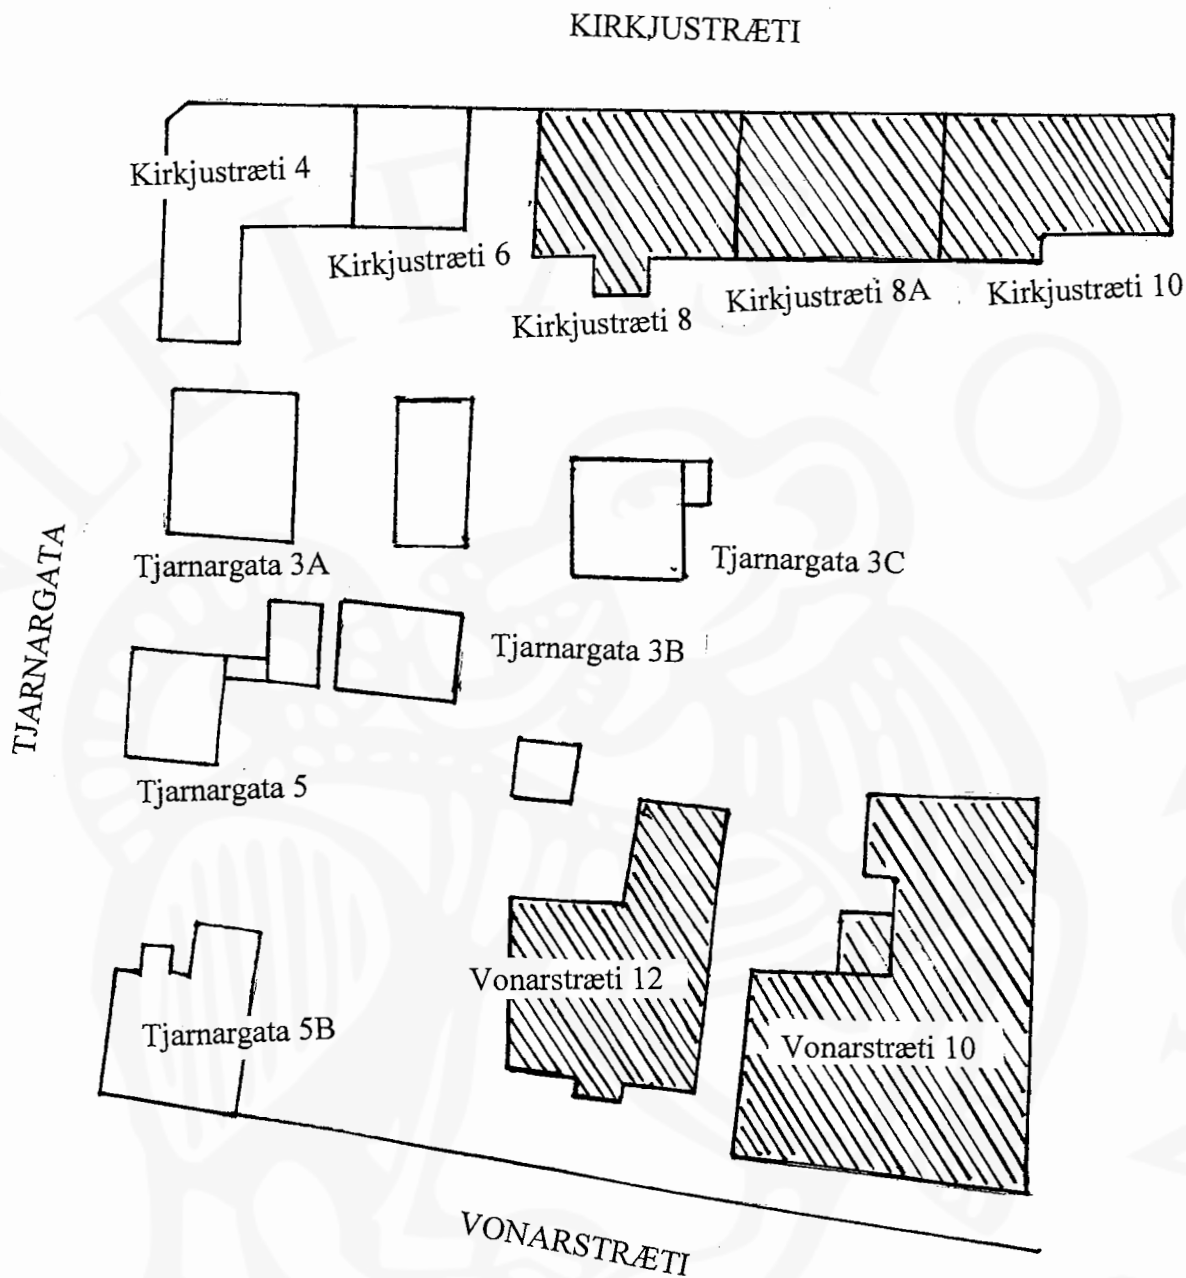 KIRKJUSTRÆTI
Kirkjustræti 4
Kirkjustræti 6
Kirkjustræti 8
Kirkjustræti 8A
Kirkjustræti 10
TJARNARGATA
Tjarnargata 3A
Tjarnargata 3C
Tjarnargata 3B
Tjarnargata 5
Vonarstræti 12
Tjarnargata 5B
Vonarstræti 10
VONARSTRÆTI